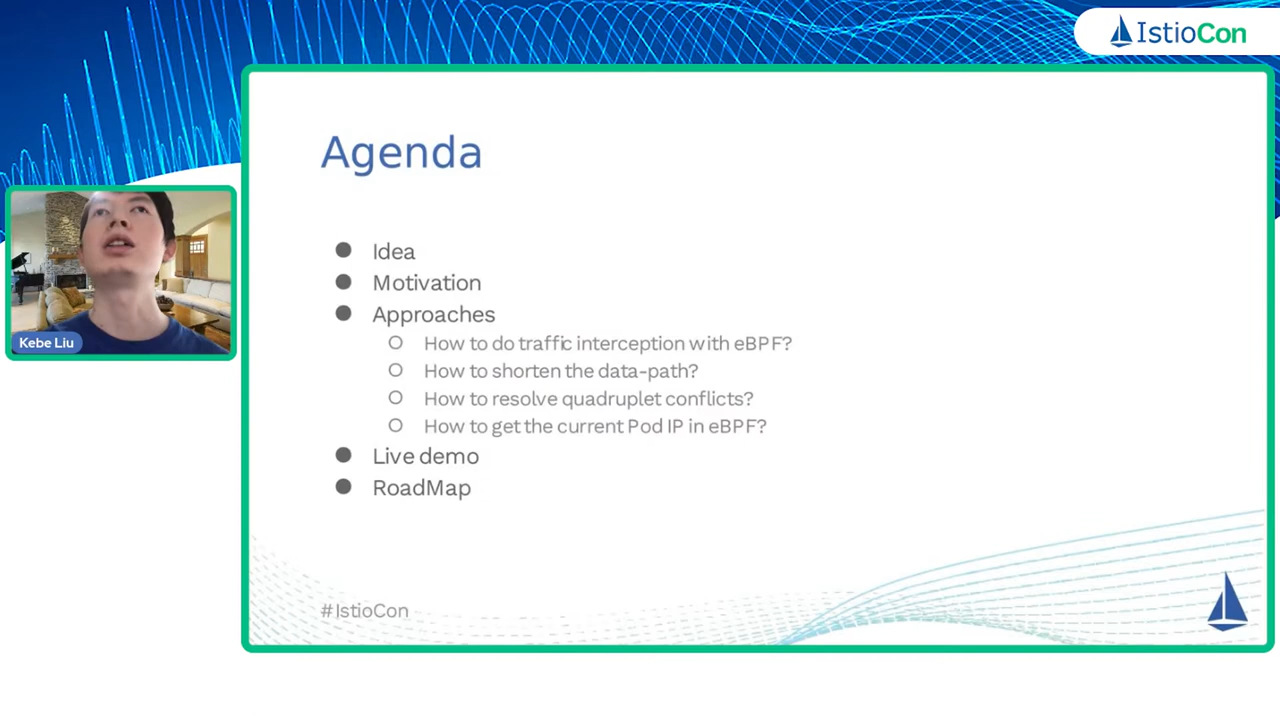 IstioCon
Agenda
Idea
Motivation
Approaches
How to do traffic interception with eBPF?
How to shorten the data-path?
How to resolve quadruplet conflicts?
How to get the current Pod IP in eBPF?
Live demo
RoadMap
Kebe Liu
#IstioCon